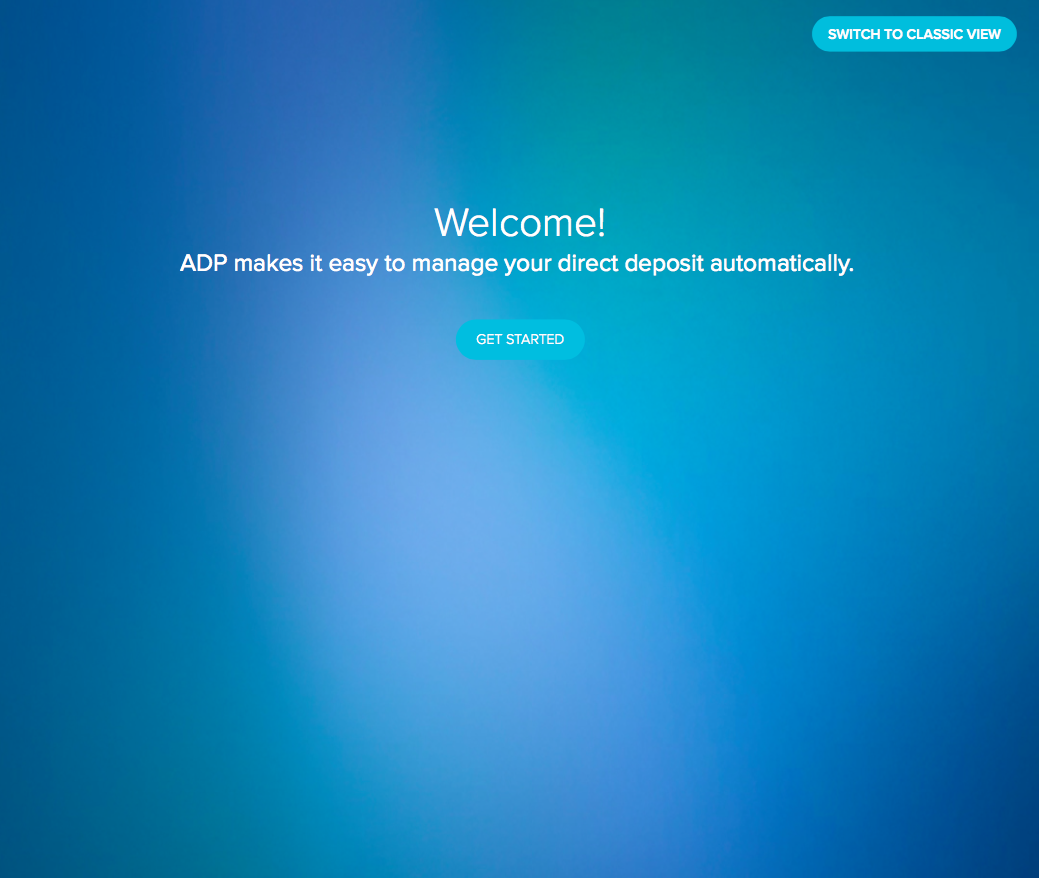 SWITCH TO CLASSIC VIEW
Welcome!
ADP makes it easy to manage your direct deposit automatically.
GET STARTED